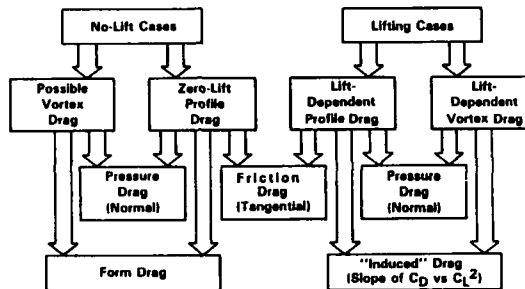 No-Lift Cases
Lifting Cases
Possible
Vortex
Drag
Zero-Lift
Profile
Drag
Lift-
Dependent
Profile Drag
Lift-
Dependent
Vortex Drag
Pressure
Drag
(Normal)
Friction
Drag
(Tangential)
Pressure
Drag
(Normal)
Form Drag
"Induced" Drag
(Slope of CD vs CL²)